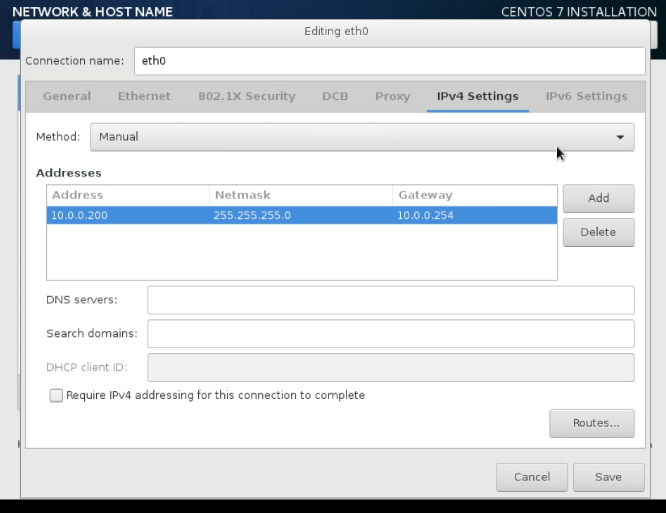 NETWORK & HOST NAME CENTOS 7 INSTALLATION
Editing eth0
Connection name: eth0
General Ethernet 802.1X Security DCB Proxy IPv4 Settings IPv6 Settings
Method: Manual
Addresses
Address Netmask Gateway
10.0.0.200 255.255.255.0 10.0.0.254
Add
Delete
DNS servers:
Search domains:
DHCP client ID:
Require IPv4 addressing for this connection to complete
Routes...
Cancel Save